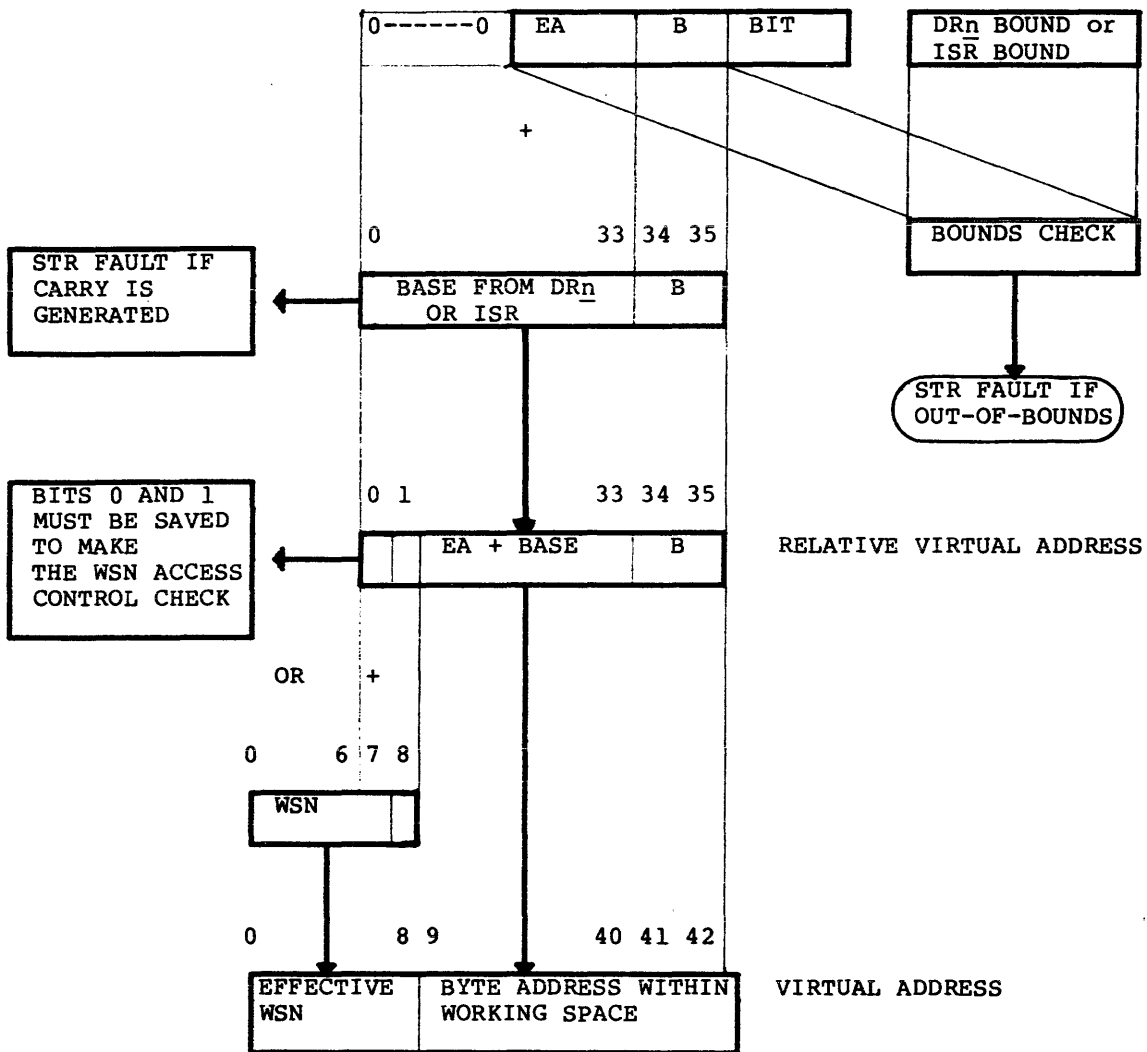 0------0 EA B BIT
DRn BOUND or
ISR BOUND
+
0 33 34 35
BOUNDS CHECK
STR FAULT IF
CARRY IS
GENERATED
BASE FROM DRn B
OR ISR
STR FAULT IF
OUT-OF-BOUNDS
BITS 0 AND 1
MUST BE SAVED
TO MAKE
THE WSN ACCESS
CONTROL CHECK
0 1 33 34 35
EA + BASE B
RELATIVE VIRTUAL ADDRESS
OR +
0 6 7 8
WSN
0 8 9 40 41 42
EFFECTIVE
WSN
BYTE ADDRESS WITHIN
WORKING SPACE
VIRTUAL ADDRESS